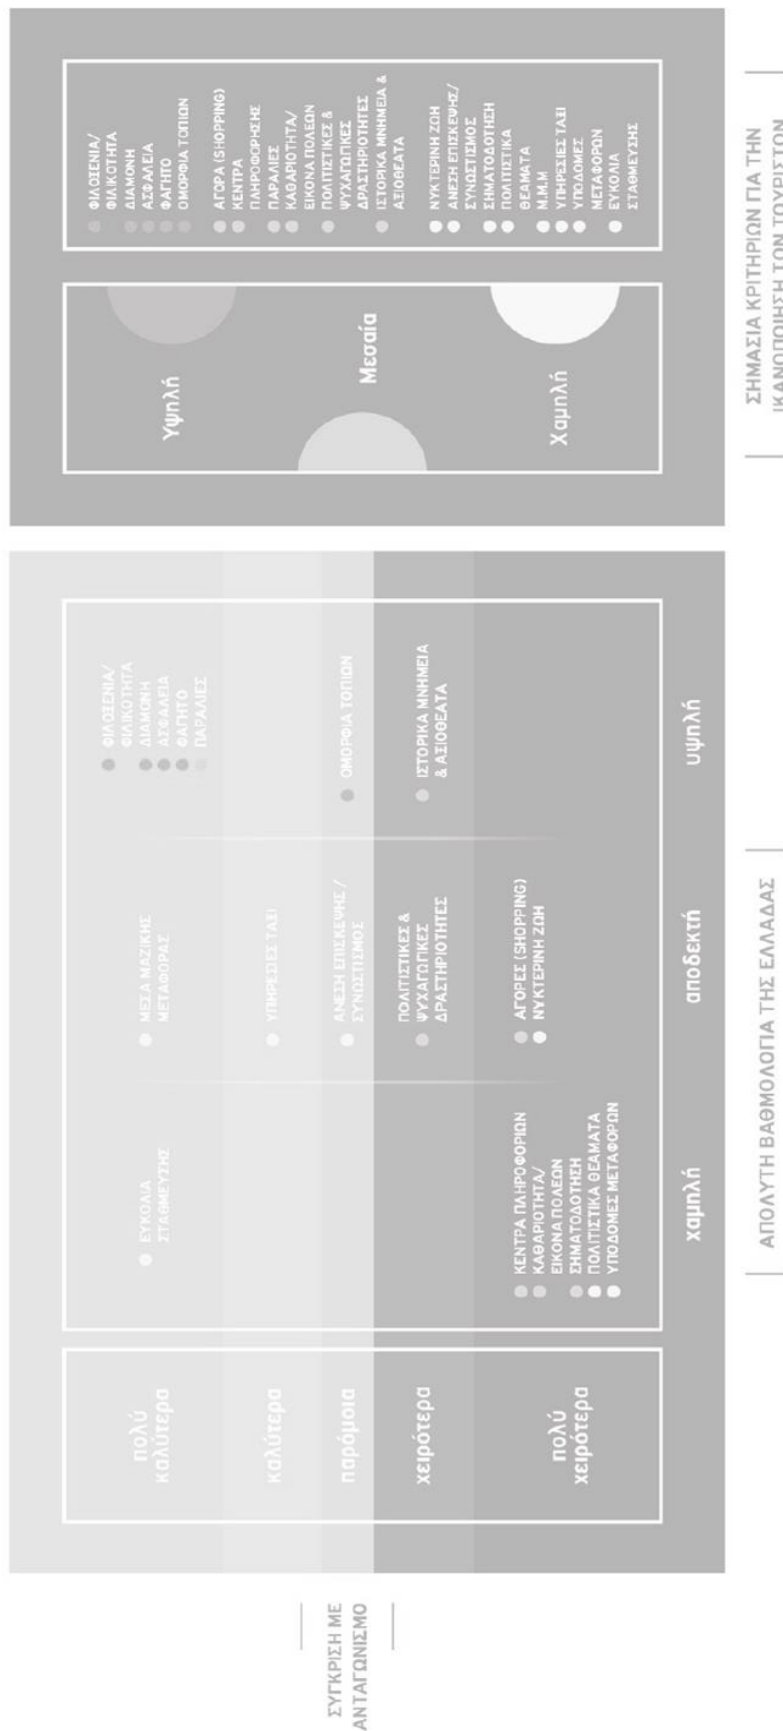 ΣΥΓΚΡΙΣΗ ΜΕ
ΑΝΤΑΓΩΝΙΣΜΟ
πολύ
καλύτερα
καλύτερα
παρόμοια
χειρότερα
πολύ
χειρότερα
ΕΥΚΟΛΙΑ
ΣΤΑΘΜΕΥΣΗΣ
ΜΕΣΑ ΜΑΖΙΚΗΣ
ΜΕΤΑΦΟΡΑΣ
ΦΙΛΟΞΕΝΙΑ/
ΦΙΛΙΚΟΤΗΤΑ
ΔΙΑΜΟΝΗ
ΑΣΦΑΛΕΙΑ
ΦΑΓΗΤΟ
ΠΑΡΑΛΙΕΣ
ΥΠΗΡΕΣΙΕΣ ΤΑΞΙ
ΑΝΕΣΗ ΕΠΙΣΚΕΨΗΣ /
ΣΥΝΩΣΤΙΣΜΟΣ
ΟΜΟΡΦΙΑ ΤΟΠΙΩΝ
ΠΟΛΙΤΙΣΤΙΚΕΣ &
ΨΥΧΑΓΩΓΙΚΕΣ
ΔΡΑΣΤΗΡΙΟΤΗΤΕΣ
ΙΣΤΟΡΙΚΑ ΜΝΗΜΕΙΑ
& ΑΞΙΟΘΕΑΤΑ
ΚΕΝΤΡΑ ΠΛΗΡΟΦΟΡΙΩΝ
ΚΑΘΑΡΙΟΤΗΤΑ/
ΕΙΚΟΝΑ ΠΟΛΕΩΝ
ΣΗΜΑΤΟΔΟΤΗΣΗ
ΠΟΛΙΤΙΣΤΙΚΑ ΘΕΑΜΑΤΑ
ΥΠΟΔΟΜΕΣ ΜΕΤΑΦΟΡΩΝ
ΑΓΟΡΕΣ (SHOPPING)
ΝΥΚΤΕΡΙΝΗ ΖΩΗ
χαμηλή
αποδεκτή
υψηλή
ΑΠΟΛΥΤΗ ΒΑΘΜΟΛΟΓΙΑ ΤΗΣ ΕΛΛΑΔΑΣ
Υψηλή
Μεσαία
Χαμηλή
ΦΙΛΟΞΕΝΙΑ/
ΦΙΛΙΚΟΤΗΤΑ
ΔΙΑΜΟΝΗ
ΑΣΦΑΛΕΙΑ
ΦΑΓΗΤΟ
ΟΜΟΡΦΙΑ ΤΟΠΙΩΝ
ΑΓΟΡΑ (SHOPPING)
ΚΕΝΤΡΑ
ΠΛΗΡΟΦΟΡΗΣΗΣ
ΠΑΡΑΛΙΕΣ
ΚΑΘΑΡΙΟΤΗΤΑ/
ΕΙΚΟΝΑ ΠΟΛΕΩΝ
ΠΟΛΙΤΙΣΤΙΚΕΣ &
ΨΥΧΑΓΩΓΙΚΕΣ
ΔΡΑΣΤΗΡΙΟΤΗΤΕΣ
ΙΣΤΟΡΙΚΑ ΜΝΗΜΕΙΑ &
ΑΞΙΟΘΕΑΤΑ
ΝΥΚΤΕΡΙΝΗ ΖΩΗ
ΑΝΕΣΗ ΕΠΙΣΚΕΨΗΣ/
ΣΥΝΩΣΤΙΣΜΟΣ
ΣΗΜΑΤΟΔΟΤΗΣΗ
ΠΟΛΙΤΙΣΤΙΚΑ
ΘΕΑΜΑΤΑ
Μ.Μ.Μ
ΥΠΗΡΕΣΙΕΣ ΤΑΞΙ
ΥΠΟΔΟΜΕΣ
ΜΕΤΑΦΟΡΩΝ
ΕΥΚΟΛΙΑ
ΣΤΑΘΜΕΥΣΗΣ
ΣΗΜΑΣΙΑ ΚΡΙΤΗΡΙΩΝ ΓΙΑ ΤΗΝ
ΙΚΑΝΟΠΟΙΗΣΗ ΤΩΝ ΤΟΥΡΙΣΤΩΝ